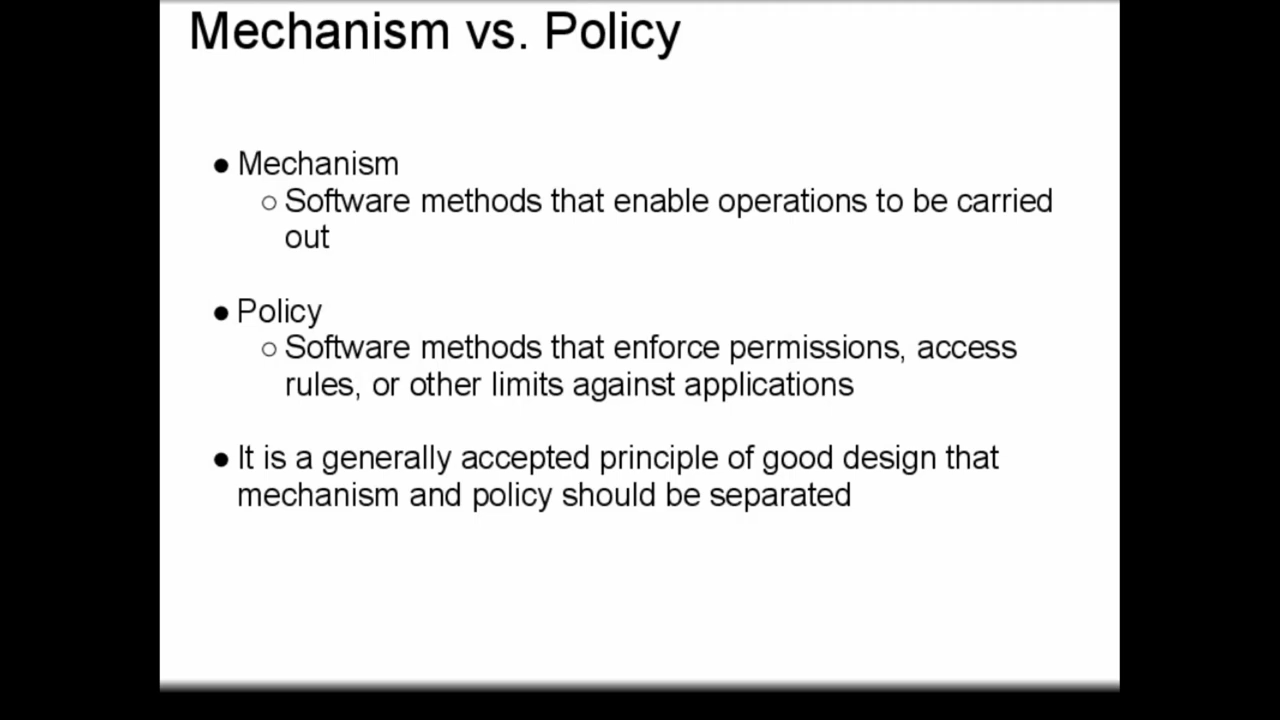 Mechanism vs. Policy
● Mechanism
○ Software methods that enable operations to be carried
out
● Policy
○ Software methods that enforce permissions, access
rules, or other limits against applications
● It is a generally accepted principle of good design that
mechanism and policy should be separated